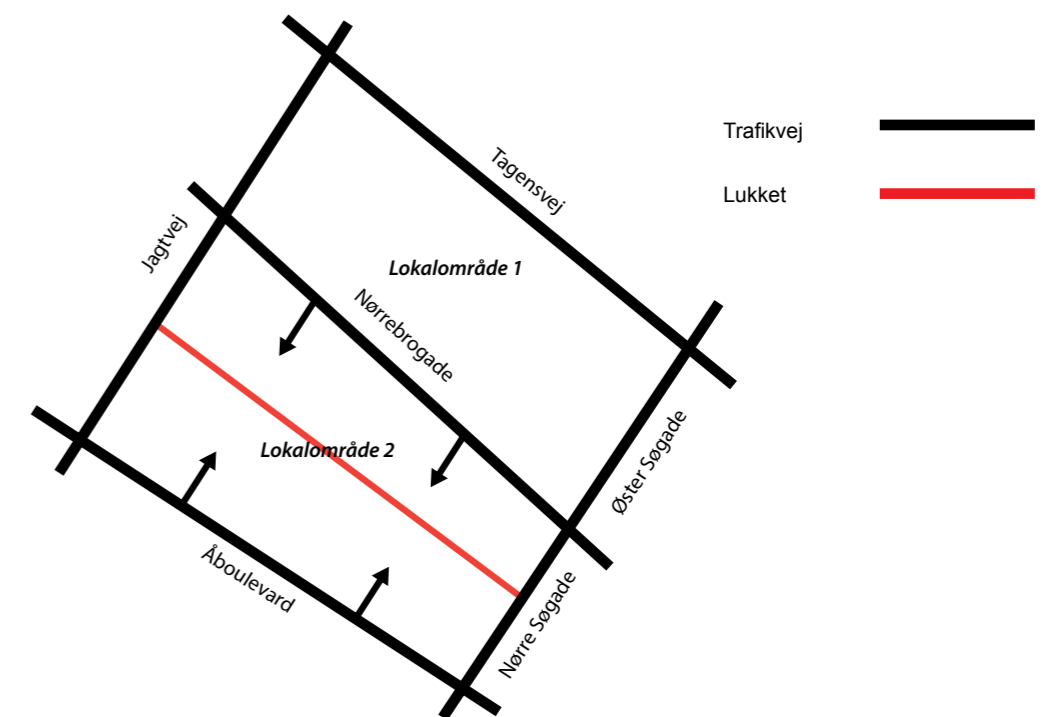 Trafikvej
Lukket
Tagensvej
Jagtvej
Lokalområde 1
Nørrebrogade
Lokalområde 2
Øster Søgade
Åboulevard
Nørre Søgade